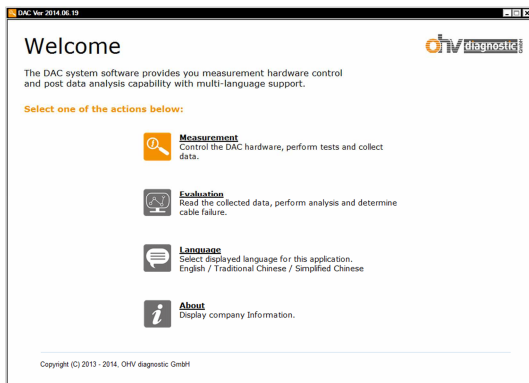 DAC Ver 2014.06.19
Welcome
ohv diagnostic GmbH
The DAC system software provides you measurement hardware control
and post data analysis capability with multi-language support.
Select one of the actions below:
Measurement
Control the DAC hardware, perform tests and collect
data.
Evaluation
Read the collected data, perform analysis and determine
cable failure.
Language
Select displayed language for this application.
English / Traditional Chinese / Simplified Chinese
About
Display company Information.
Copyright (C) 2013 - 2014, OHV diagnostic GmbH